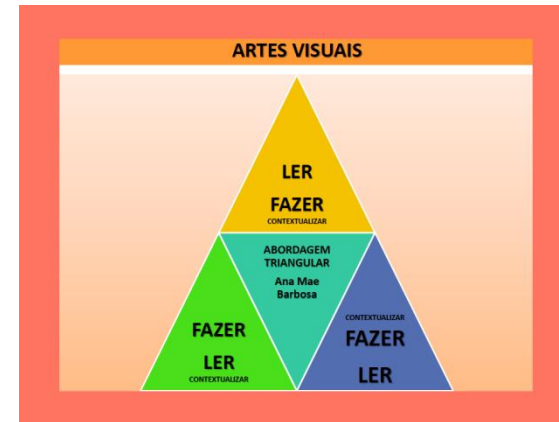 ARTES VISUAIS
LER
FAZER
CONTEXTUALIZAR
ABORDAGEM
TRIANGULAR
Ana Mae
Barbosa
FAZER
LER
CONTEXTUALIZAR
CONTEXTUALIZAR
FAZER
LER